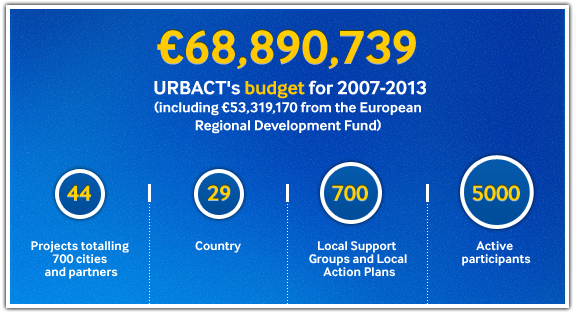 €68,890,739
URBACT's budget for 2007-2013
(including €53,319,170 from the European
Regional Development Fund)
44
Projects totalling
700 cities
and partners
29
Country
700
Local Support
Groups and Local
Action Plans
5000
Active
participants